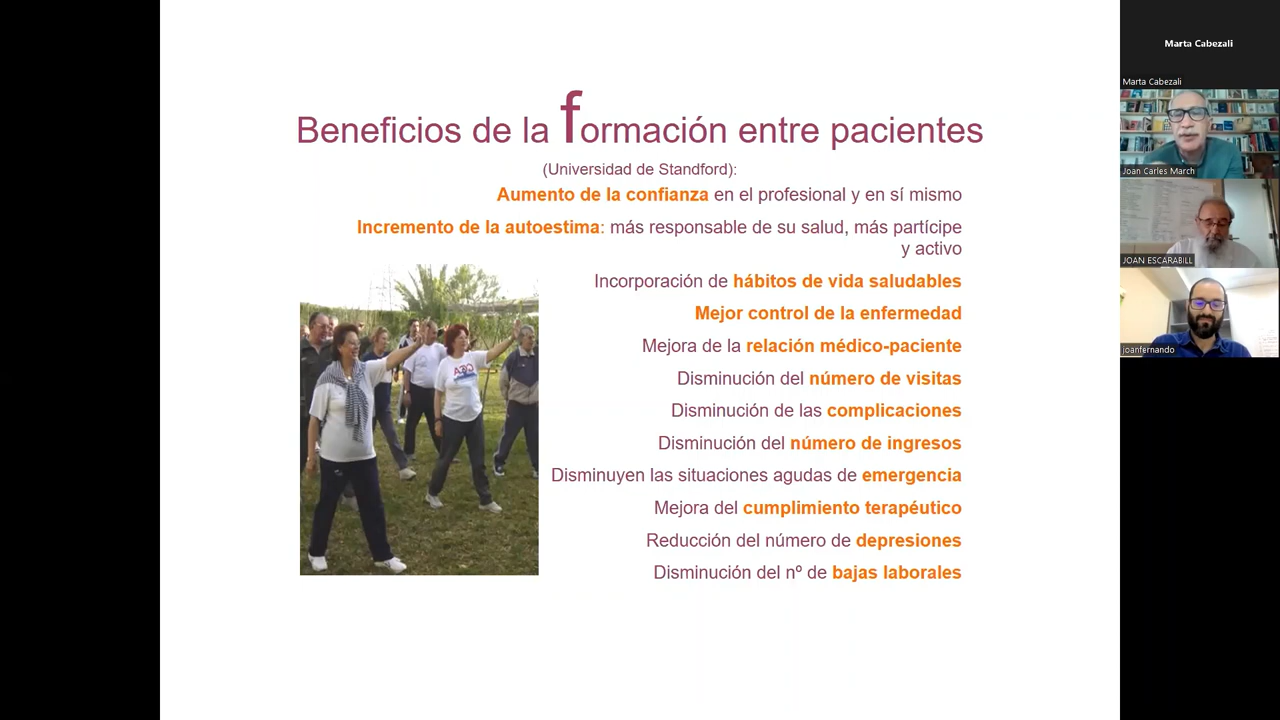 Beneficios de la formación entre pacientes
(Universidad de Standford):
Aumento de la confianza en el profesional y en sí mismo
Incremento de la autoestima: más responsable de su salud, más partícipe
y activo
Incorporación de hábitos de vida saludables
Mejor control de la enfermedad
Mejora de la relación médico-paciente
Disminución del número de visitas
Disminución de las complicaciones
Disminución del número de ingresos
Disminuyen las situaciones agudas de emergencia
Mejora del cumplimiento terapéutico
Reducción del número de depresiones
Disminución del nº de bajas laborales
Marta Cabezali
Marta Cabezali
Joan Carles March
JOAN ESCARABILL
joanfernando